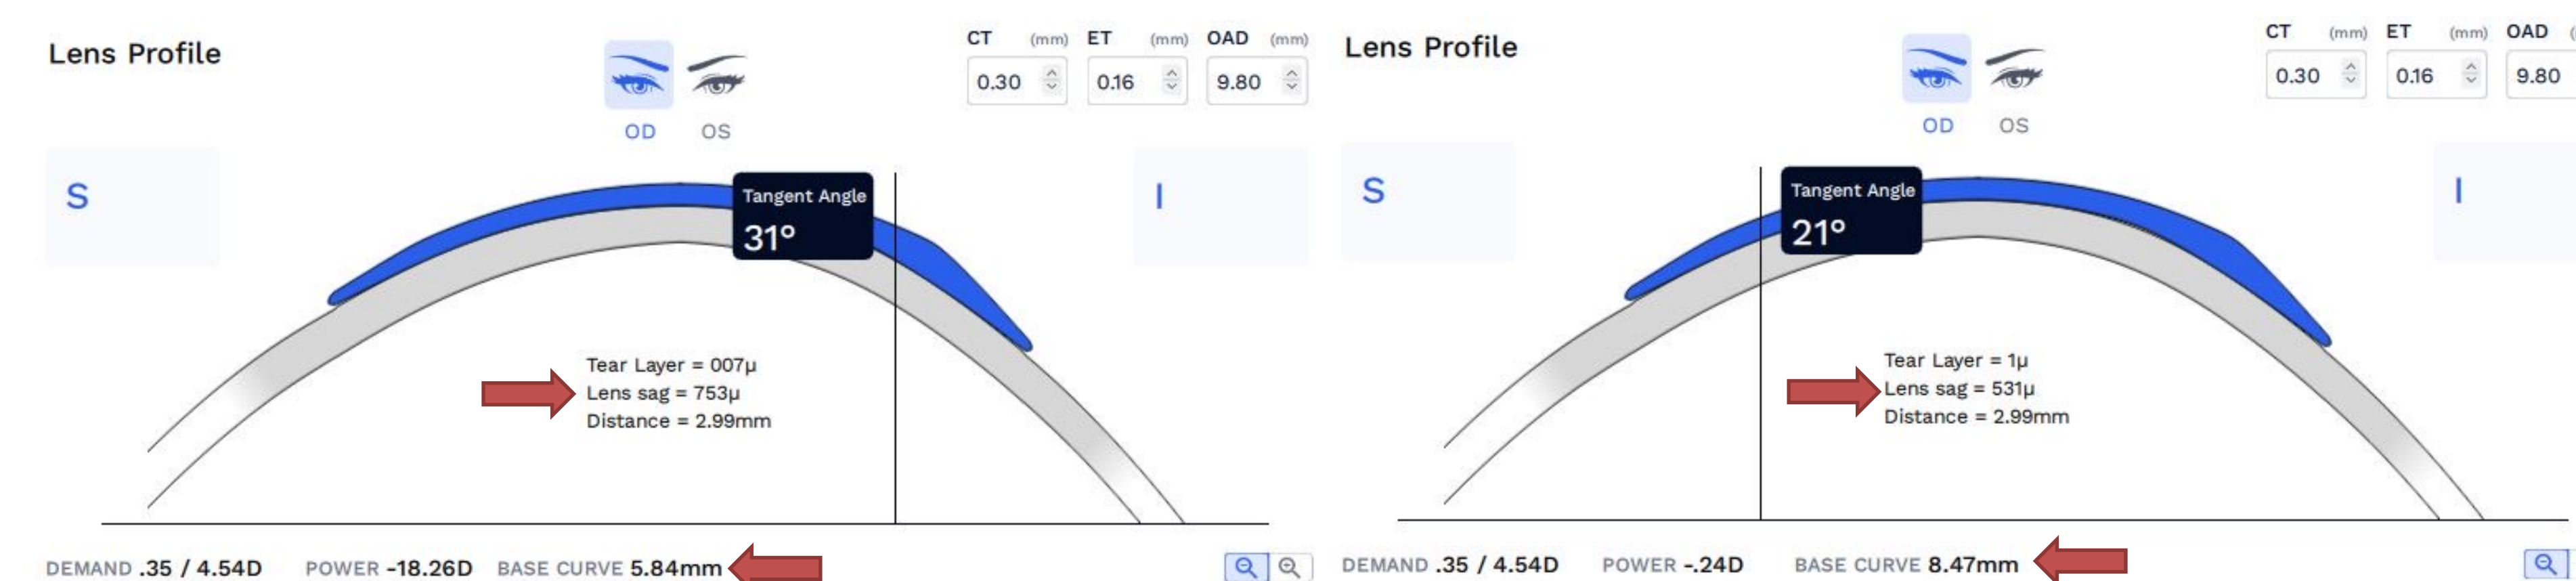 Lens Profile
OD OS
CT (mm) ET (mm) OAD (mm)
0.30 0.16 9.80
S
I
Tangent Angle
31°
Tear Layer = 007µ
Lens sag = 753µ
Distance = 2.99mm
DEMAND .35 / 4.54D POWER -18.26D BASE CURVE 5.84mm
Lens Profile
OD OS
CT (mm) ET (mm) OAD (
0.30 0.16 9.80
S
I
Tangent Angle
21°
Tear Layer = 1µ
Lens sag = 531µ
Distance = 2.99mm
DEMAND .35 / 4.54D POWER -.24D BASE CURVE 8.47mm